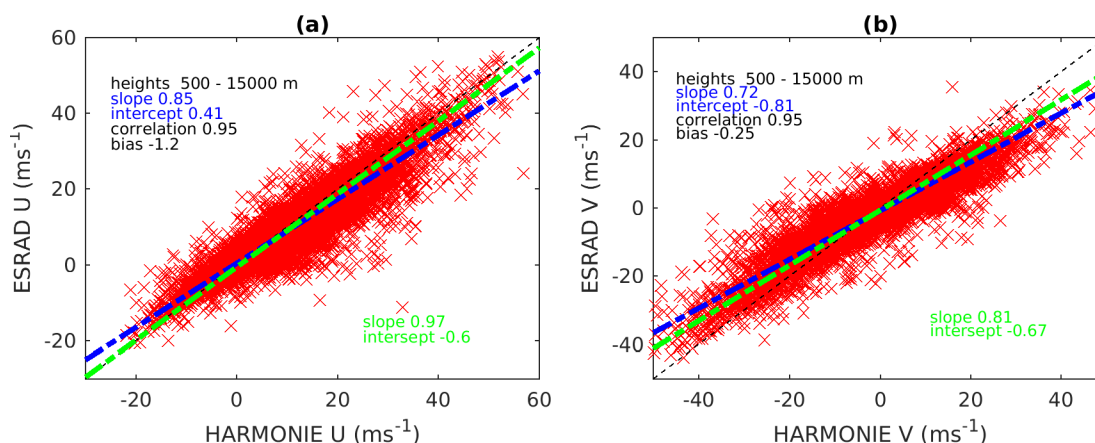 (a)
60
40
20
0
-20
-20
0
20
40
60
ESRAD U (ms-1)
HARMONIE U (ms-1)
heights 500 - 15000 m
slope 0.85
intercept 0.41
correlation 0.95
bias -1.2
slope 0.97
intersept -0.6
(b)
40
20
0
-20
-40
-40
-20
0
20
40
ESRAD V (ms-1)
HARMONIE V (ms-1)
heights 500 - 15000 m
slope 0.72
intercept -0.81
correlation 0.95
bias -0.25
slope 0.81
intersept -0.67